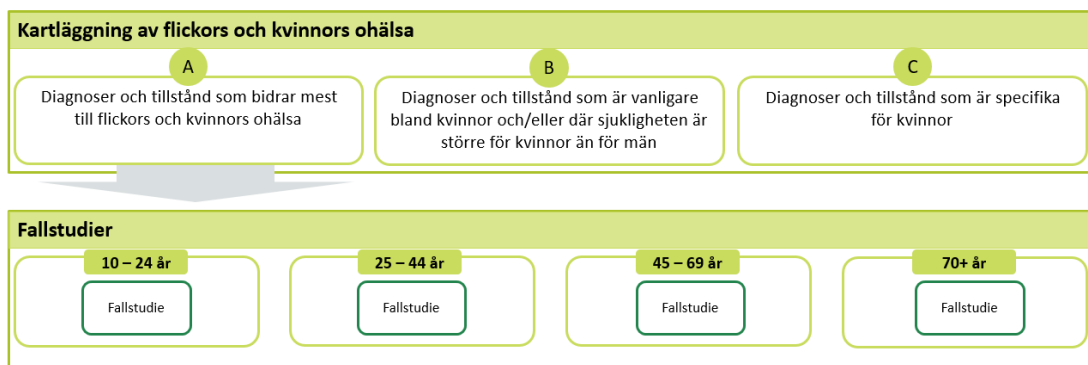 Kartläggning av flickors och kvinnors ohälsa
A
Diagnoser och tillstånd som bidrar mest
till flickors och kvinnors ohälsa
B
Diagnoser och tillstånd som är vanligare
bland kvinnor och/eller där sjukligheten är
större för kvinnor än för män
C
Diagnoser och tillstånd som är specifika
för kvinnor
Fallstudier
10 – 24 år
Fallstudie
25 – 44 år
Fallstudie
45 – 69 år
Fallstudie
70+ år
Fallstudie